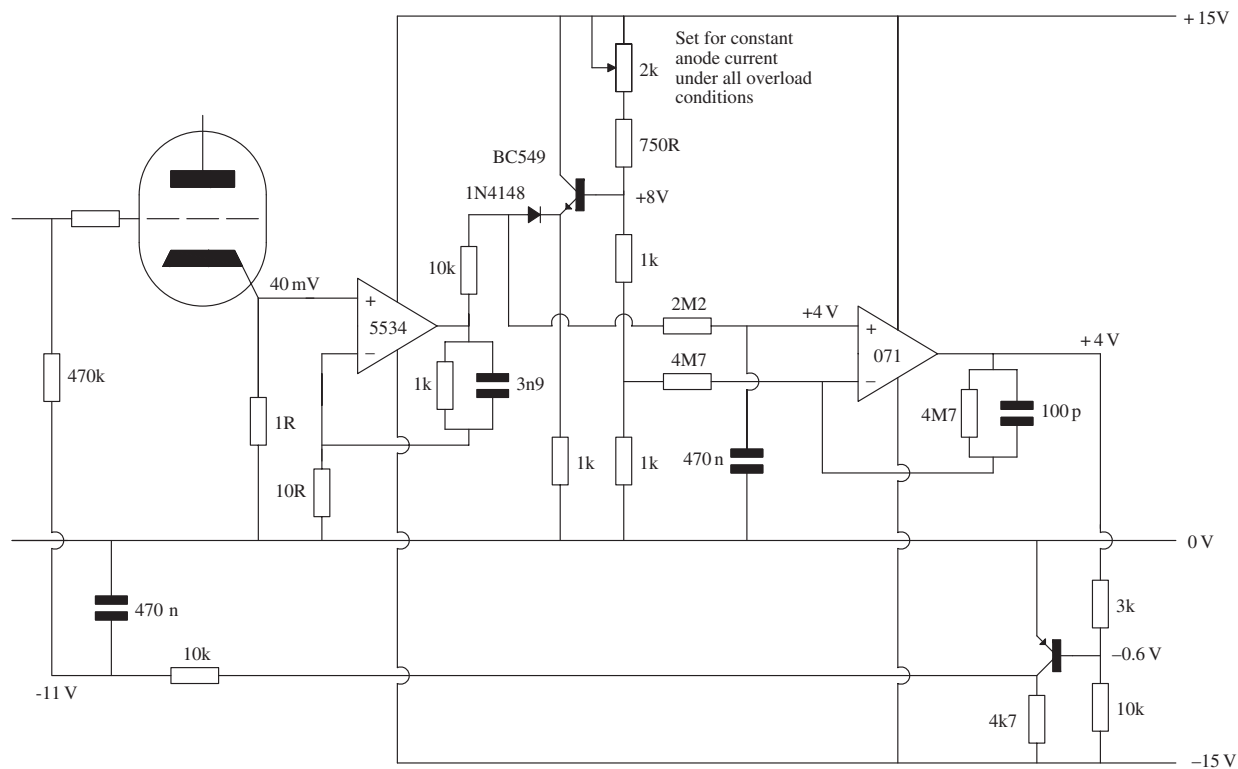 +15V
Set for constant
anode current
under all overload
conditions
2k
750R
BC549
1N4148
+8V
10k
1k
40 mV
+
5534
−
2M2
+4V
+
071
−
+4V
470k
1k
3n9
4M7
4M7
100 p
1R
10R
1k
1k
470 n
0 V
470 n
3k
10k
−0.6 V
-11 V
4k7
10k
−15 V